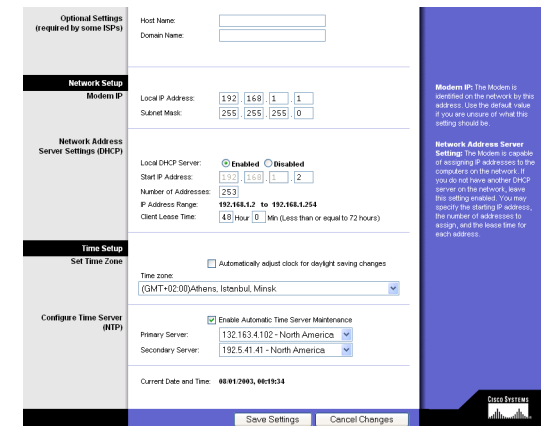 Optional Settings
(required by some ISPs)
Host Name:
Domain Name:
Network Setup
Modem IP
Local IP Address: 192 . 168 . 1 . 1
Subnet Mask: 255 . 255 . 255 . 0
Network Address
Server Settings (DHCP)
Local DHCP Server: Enabled Disabled
Start IP Address: 192 . 168 . 1 . 2
Number of Addresses: 253
IP Address Range: 192.168.1.2 to 192.168.1.254
Client Lease Time: 48 Hour 0 Min (Less than or equal to 72 hours)
Time Setup
Set Time Zone
Automatically adjust clock for daylight saving changes
Time zone:
(GMT+02:00)Athens, Istanbul, Minsk
Configure Time Server
(NTP)
Enable Automatic Time Server Maintenance
Primary Server: 132.163.4.102 - North America
Secondary Server: 192.5.41.41 - North America
Current Date and Time: 08/01/2003, 00:19:34
Save Settings Cancel Changes
Modem IP: The Modem is
identified on the network by this
address. Use the default value
if you are unsure of what this
setting should be.
Network Address Server
Setting: The Modem is capable
of assigning IP addresses to the
computers on the network. If
you do not have another DHCP
server on the network, leave
this setting enabled. You may
specify the starting IP address,
the number of addresses to
assign, and the lease time for
each address.
CISCO SYSTEMS